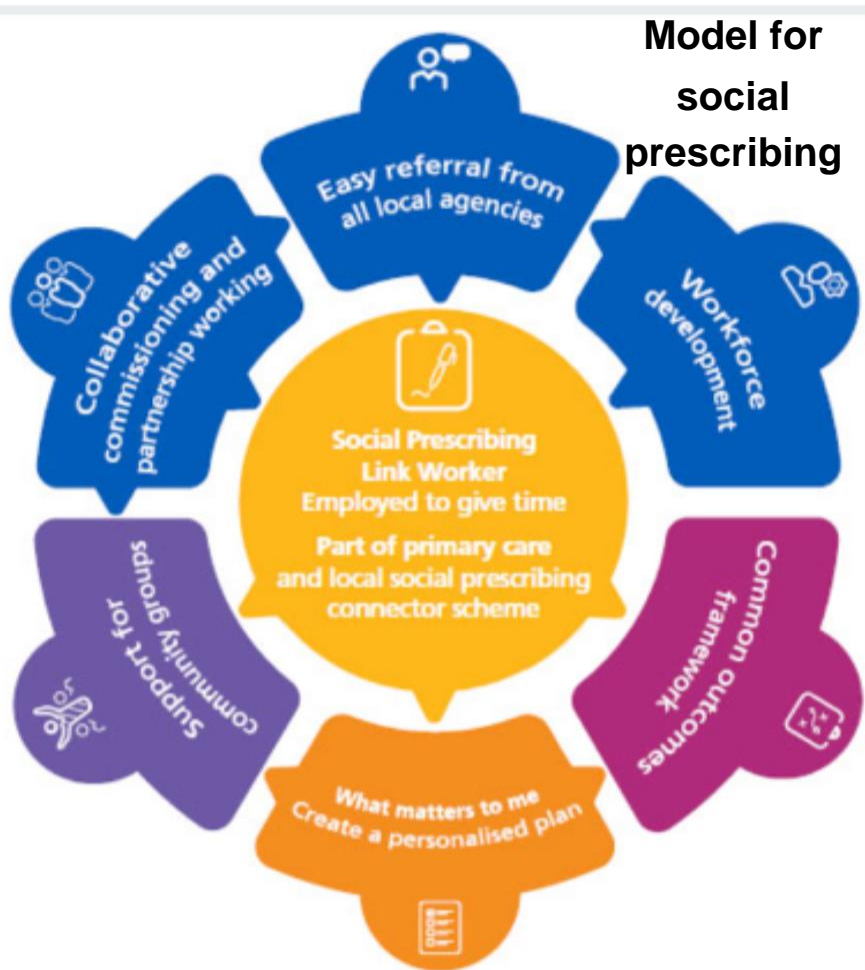 Model for
social
prescribing
Easy referral from
all local agencies
Workforce
development
Common outcomes
framework
What matters to me
Create a personalised plan
Support for
community groups
Collaborative
commissioning and
partnership working
Social Prescribing
Link Worker
Employed to give time
Part of primary care
and local social prescribing
connector scheme